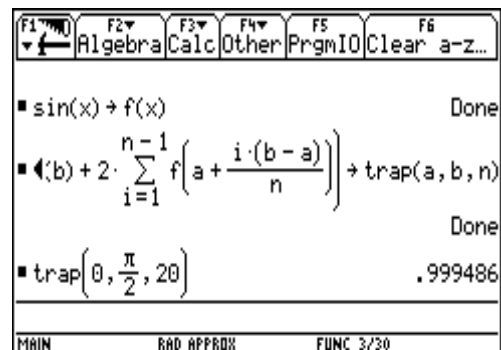 F1 F2▼ F3▼ F4▼ F5 F6
▼ Algebra Calc Other PrgmIO Clear a-z…
▪ sin(x) → f(x) Done
▪ ◀(b) + 2· n - 1 ∑ i = 1 f(a + i·(b - a) / n)) → trap(a, b, n)
Done
▪ trap(0, π/2, 20) .999486
MAIN RAD APPROX FUNC 3/30